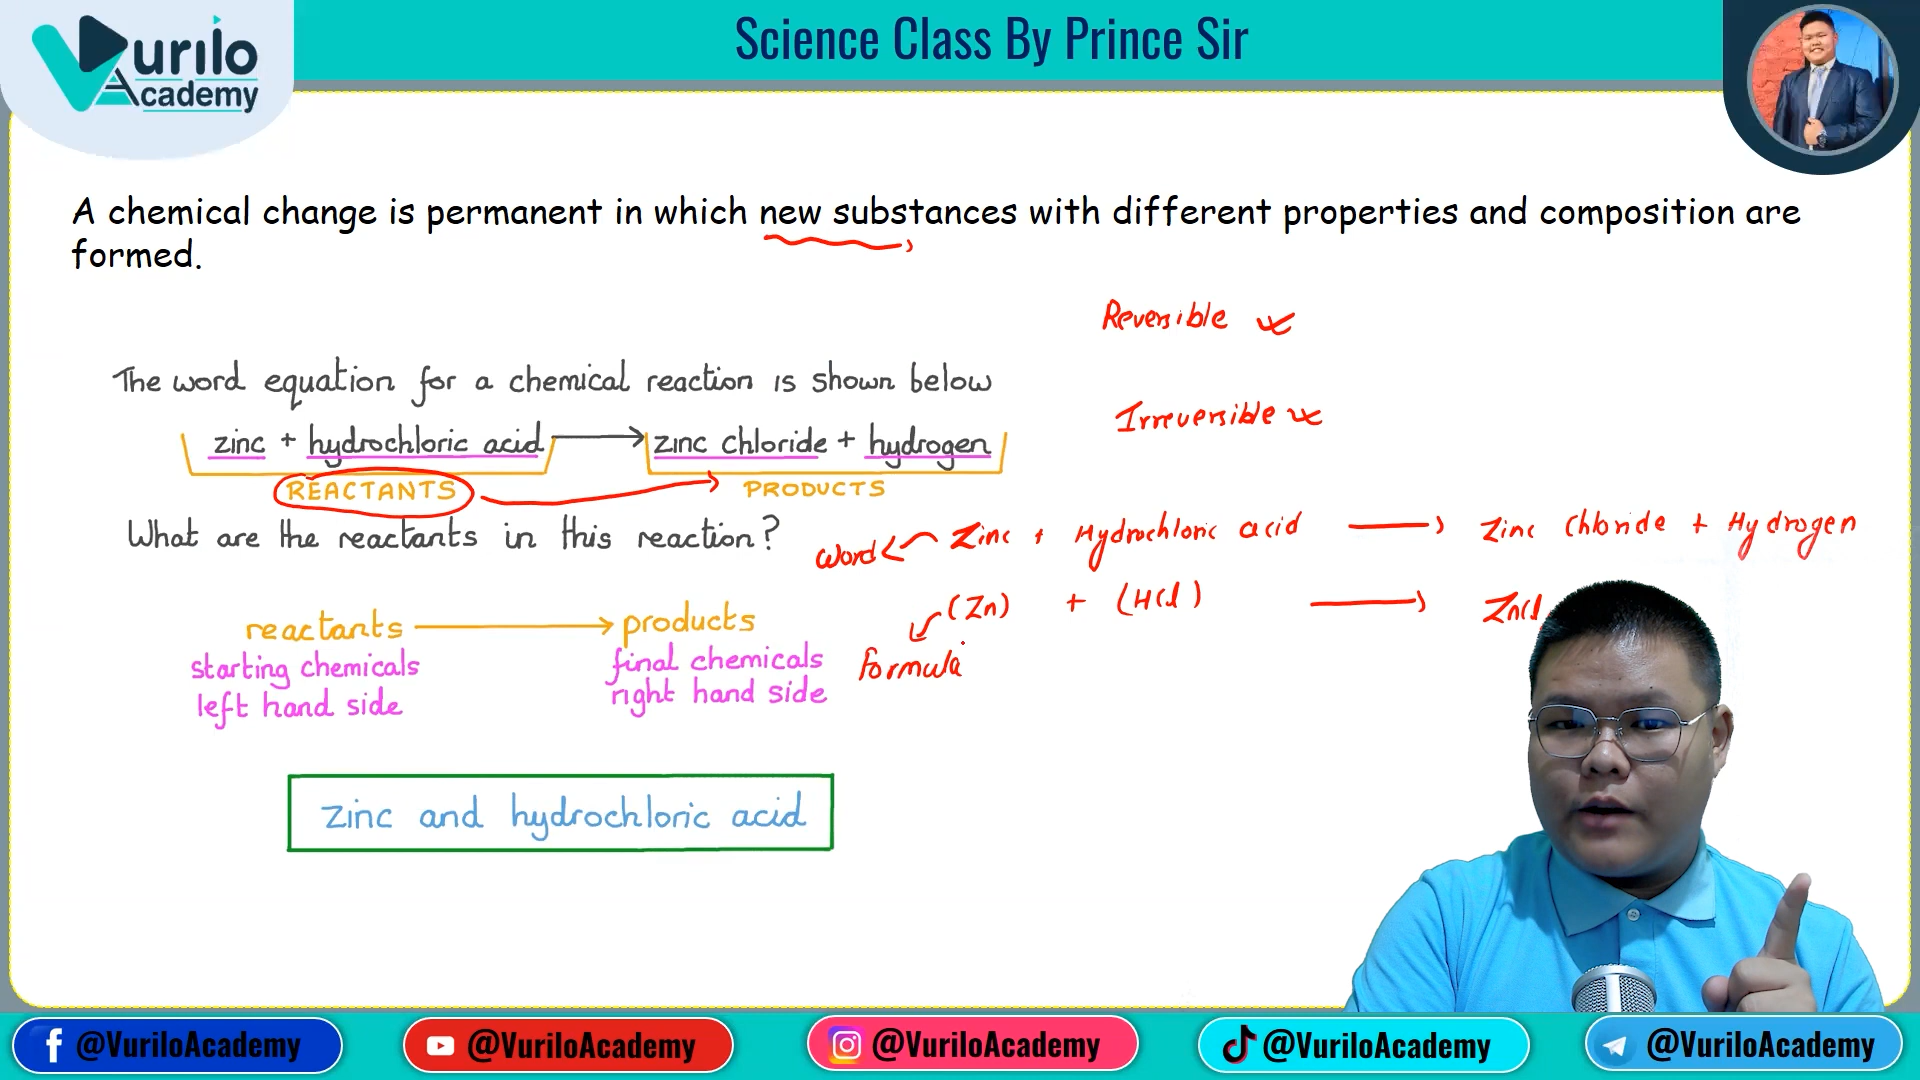 Vurilo
Academy
Science Class By Prince Sir
A chemical change is permanent in which new substances with different properties and composition are
formed.
Reversible
Irreversible
The word equation for a chemical reaction is shown below
zinc + hydrochloric acid → zinc chloride + hydrogen
REACTANTS → PRODUCTS
What are the reactants in this reaction?
word Zinc + Hydrochloric acid → Zinc Chloride + Hydrogen
(Zn) + (HCl) → ZnCl
formula
reactants → products
starting chemicals final chemicals
left hand side right hand side
zinc and hydrochloric acid
@VuriloAcademy @VuriloAcademy @VuriloAcademy @VuriloAcademy @VuriloAcademy